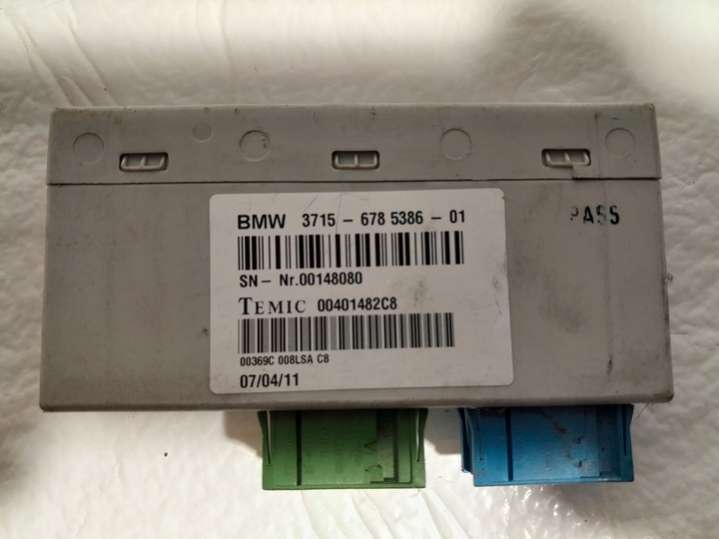 BMW 3715 - 678 5386 - 01
SN- Nr.00148080
TEMIC 00401482C8
00369C 008LSA C8
07/04/11
PASS